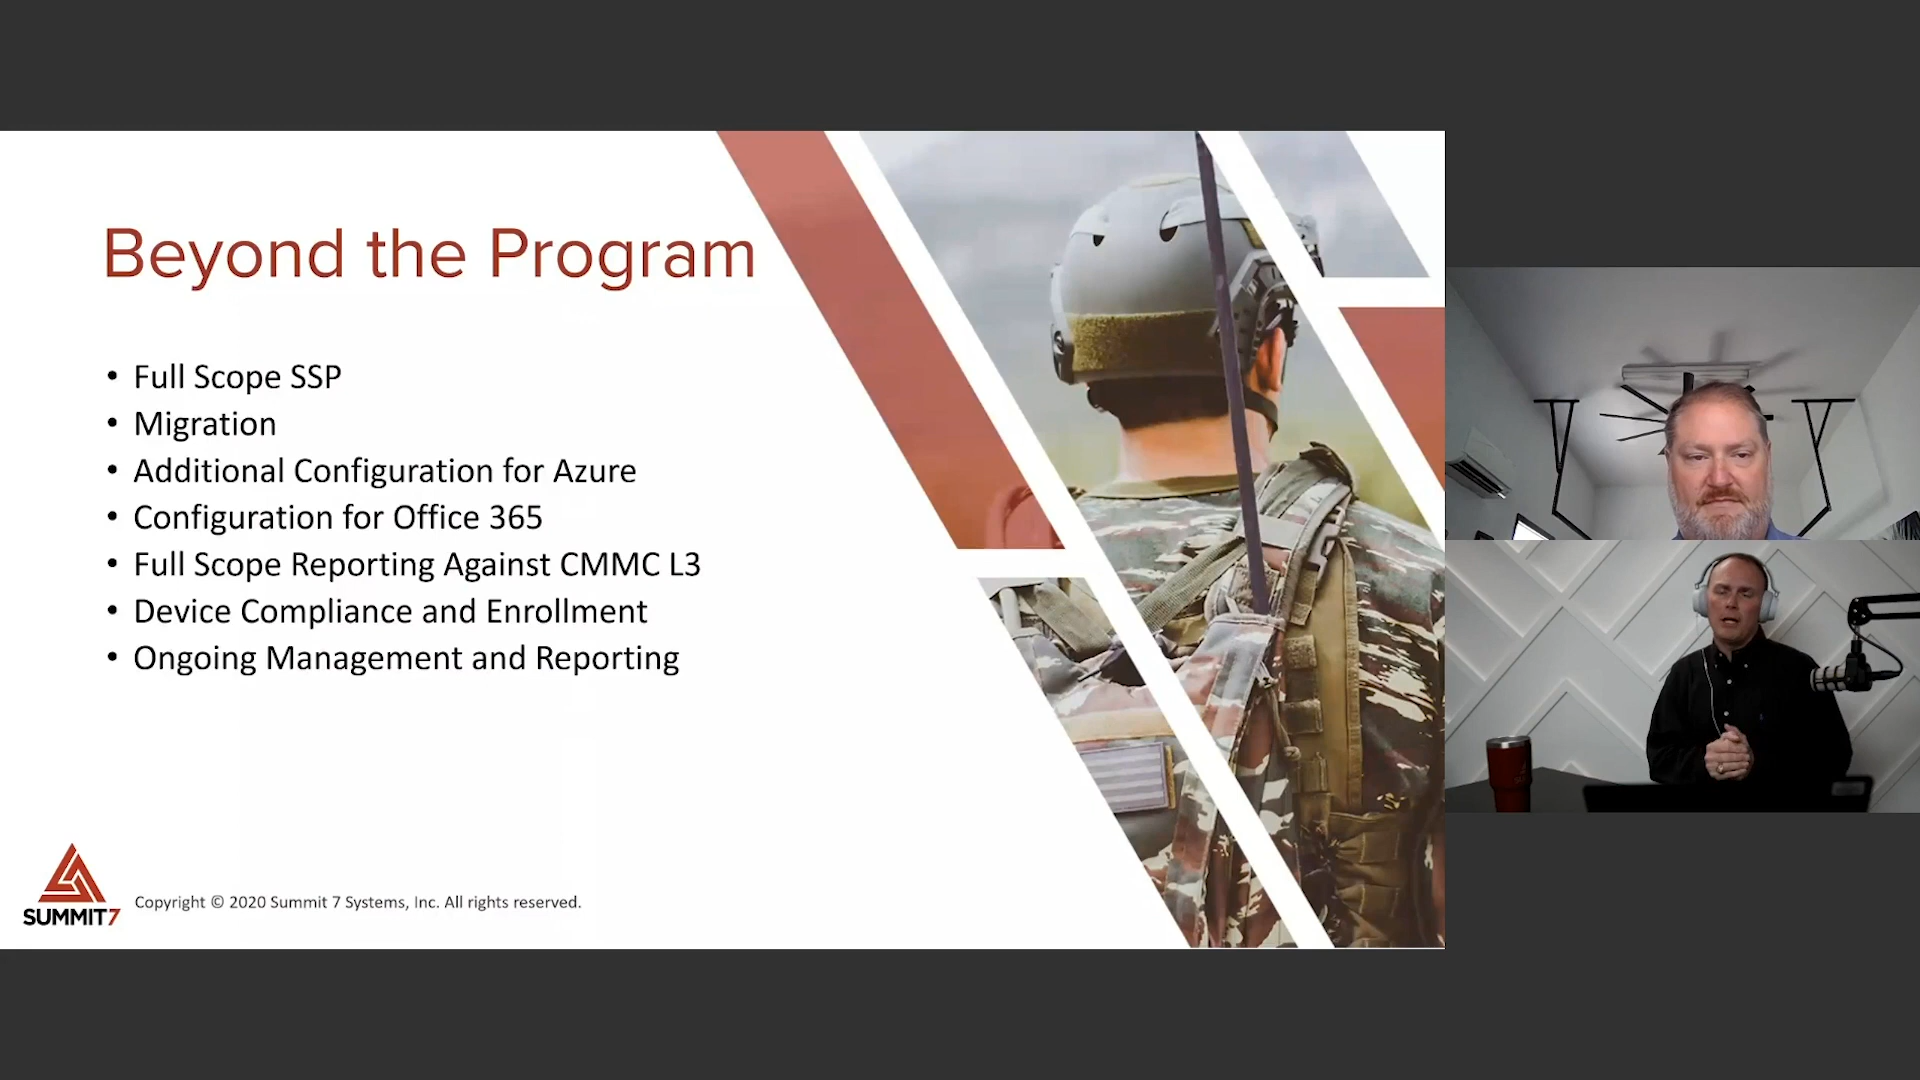 Beyond the Program
• Full Scope SSP
• Migration
• Additional Configuration for Azure
• Configuration for Office 365
• Full Scope Reporting Against CMMC L3
• Device Compliance and Enrollment
• Ongoing Management and Reporting
SUMMIT7
Copyright © 2020 Summit 7 Systems, Inc. All rights reserved.